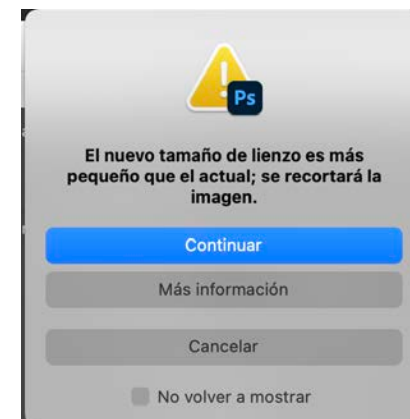 Ps
El nuevo tamaño de lienzo es más
pequeño que el actual; se recortará la
imagen.
Continuar
Más información
Cancelar
No volver a mostrar